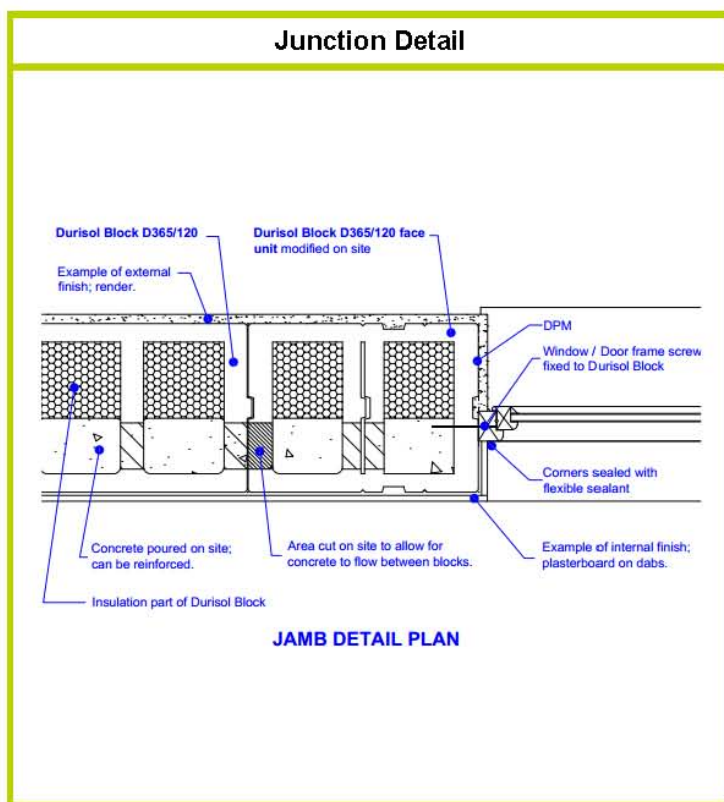 Junction Detail
Durisol Block D365/120
Durisol Block D365/120 face
unit modified on site
Example of external
finish; render.
DPM
Window / Door frame screw
fixed to Durisol Block
Corners sealed with
flexible sealant
Concrete poured on site;
can be reinforced.
Area cut on site to allow for
concrete to flow between blocks.
Example of internal finish;
plasterboard on dabs.
Insulation part of Durisol Block
JAMB DETAIL PLAN